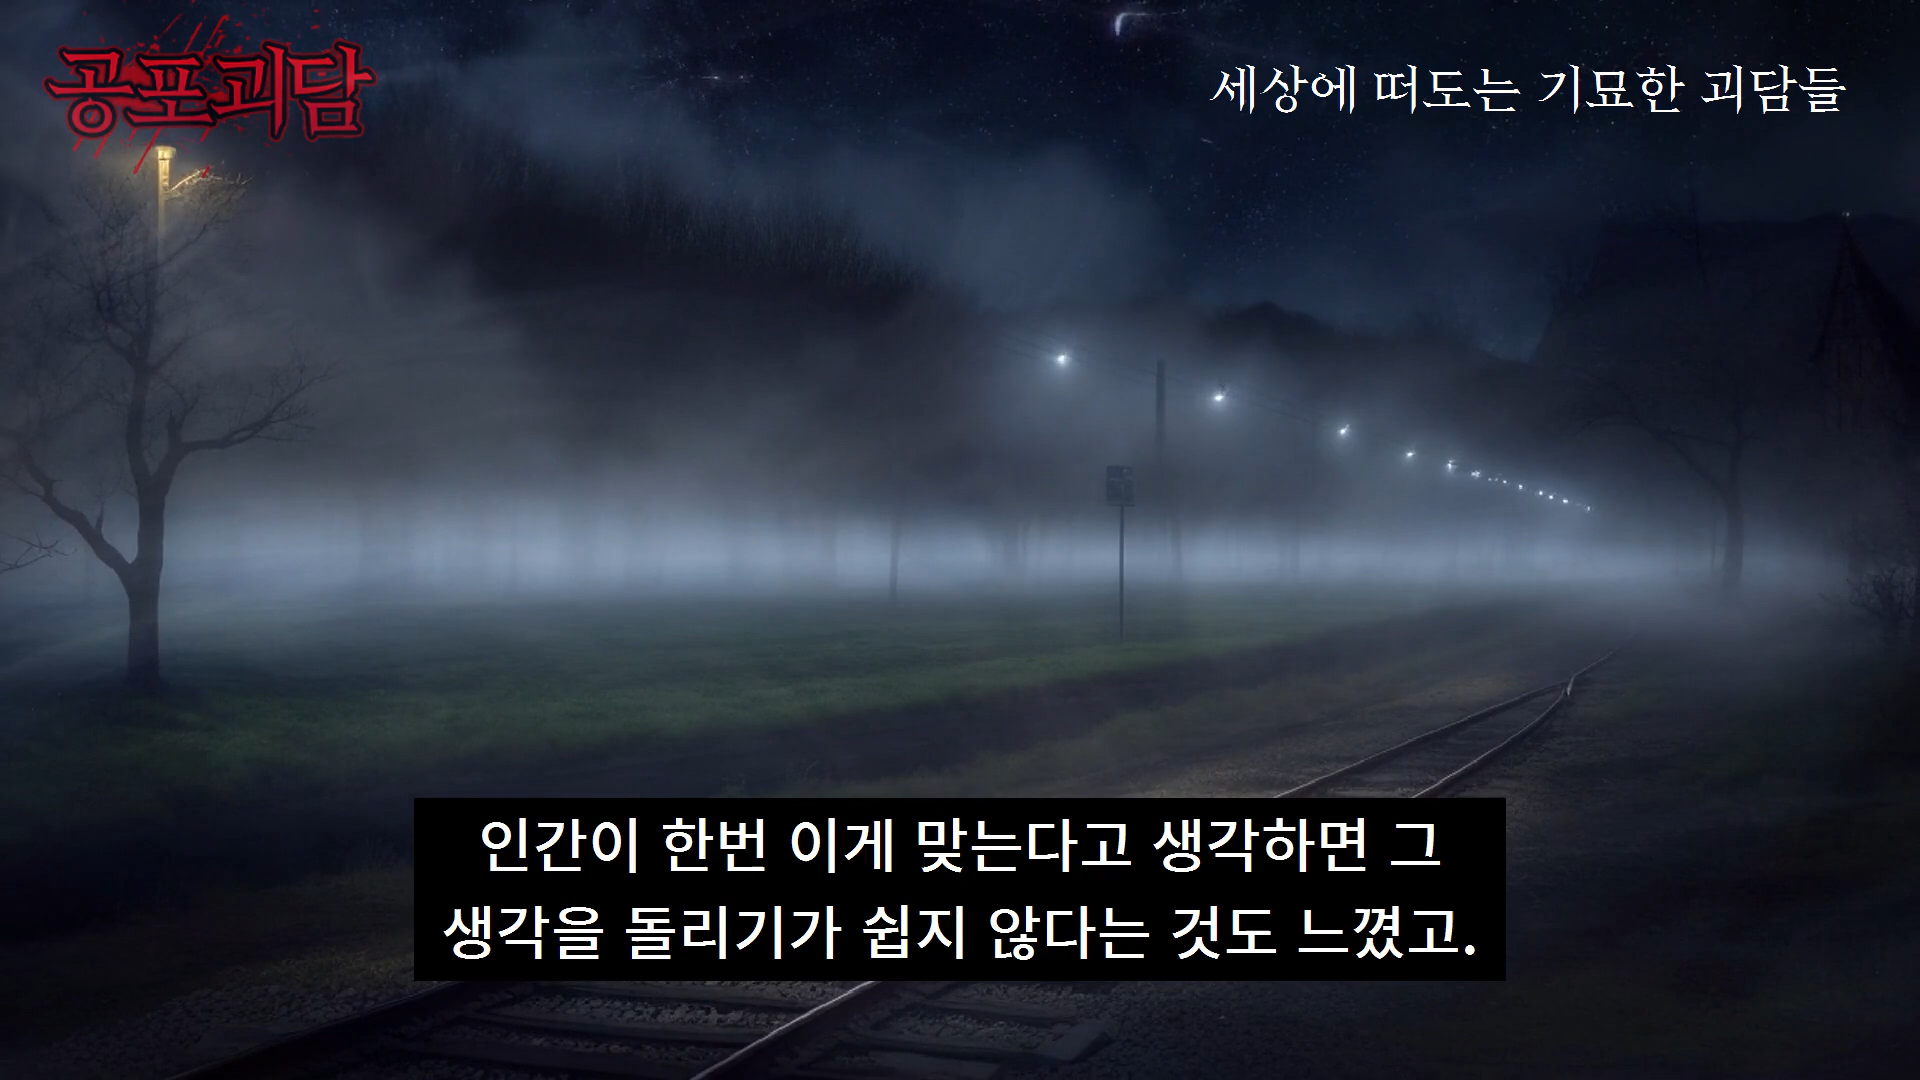 공포괴담
세상에 떠도는 기묘한 괴담들
인간이 한번 이게 맞는다고 생각하면 그
생각을 돌리기가 쉽지 않다는 것도 느꼈고.